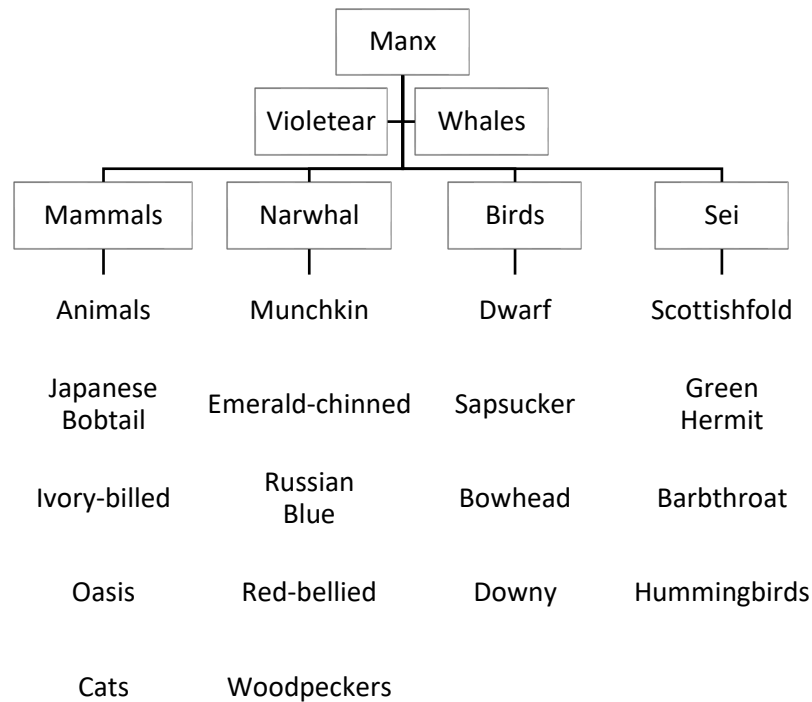 Manx
Violetear
Whales
Mammals
Narwhal
Birds
Sei
Animals
Munchkin
Dwarf
Scottishfold
Japanese
Bobtail
Emerald-chinned
Sapsucker
Green
Hermit
Ivory-billed
Russian
Blue
Bowhead
Barbthroat
Oasis
Red-bellied
Downy
Hummingbirds
Cats
Woodpeckers